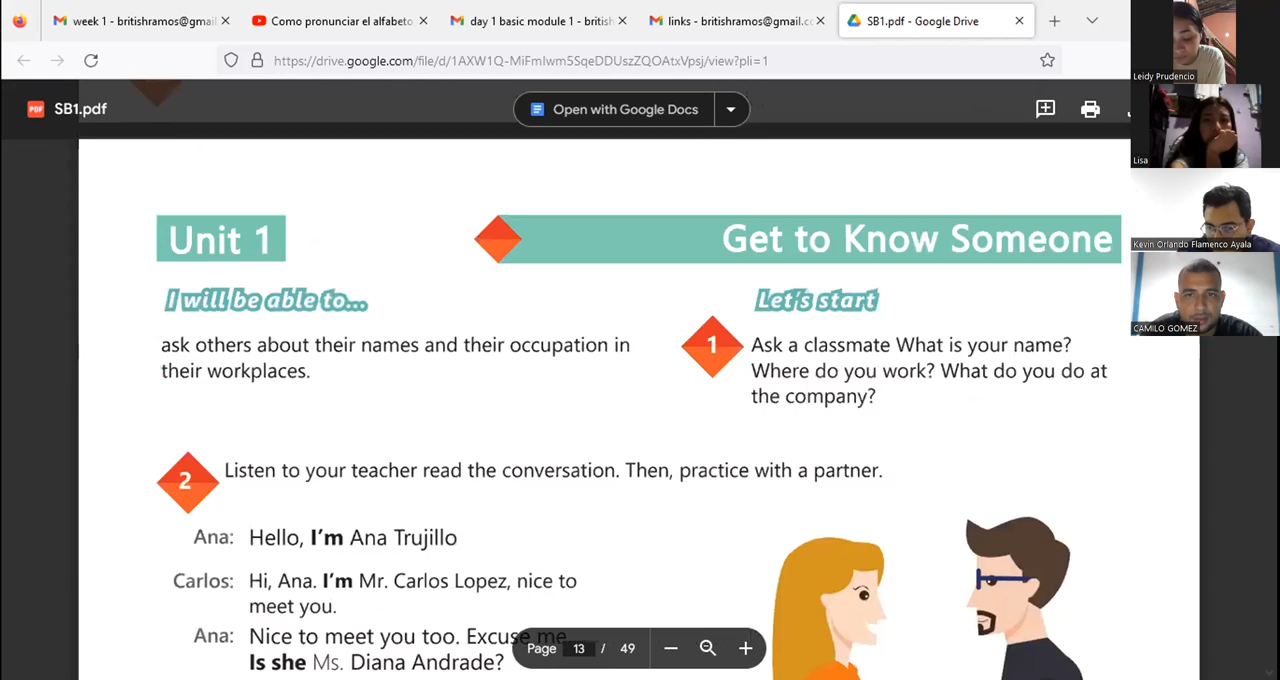 week 1 - britishramos@gmail
Como pronunciar el alfabeto
day 1 basic module 1 - british
links - britishramos@gmail.co
SB1.pdf - Google Drive
https://drive.google.com/file/d/1AXW1Q-MiFmIwm5SqeDDUszZQOAtxVpsj/view?pli=1
PDF SB1.pdf
Open with Google Docs
Leidy Prudencio
Lisa
Kevin Orlando Flamenco Ayala
CAMILO GOMEZ
Unit 1
Get to Know Someone
I will be able to...
ask others about their names and their occupation in
their workplaces.
Let's start
1
Ask a classmate What is your name?
Where do you work? What do you do at
the company?
2
Listen to your teacher read the conversation. Then, practice with a partner.
Ana: Hello, I'm Ana Trujillo
Carlos: Hi, Ana. I'm Mr. Carlos Lopez, nice to
meet you.
Ana: Nice to meet you too. Excuse me
Is she Ms. Diana Andrade?
Page 13 / 49